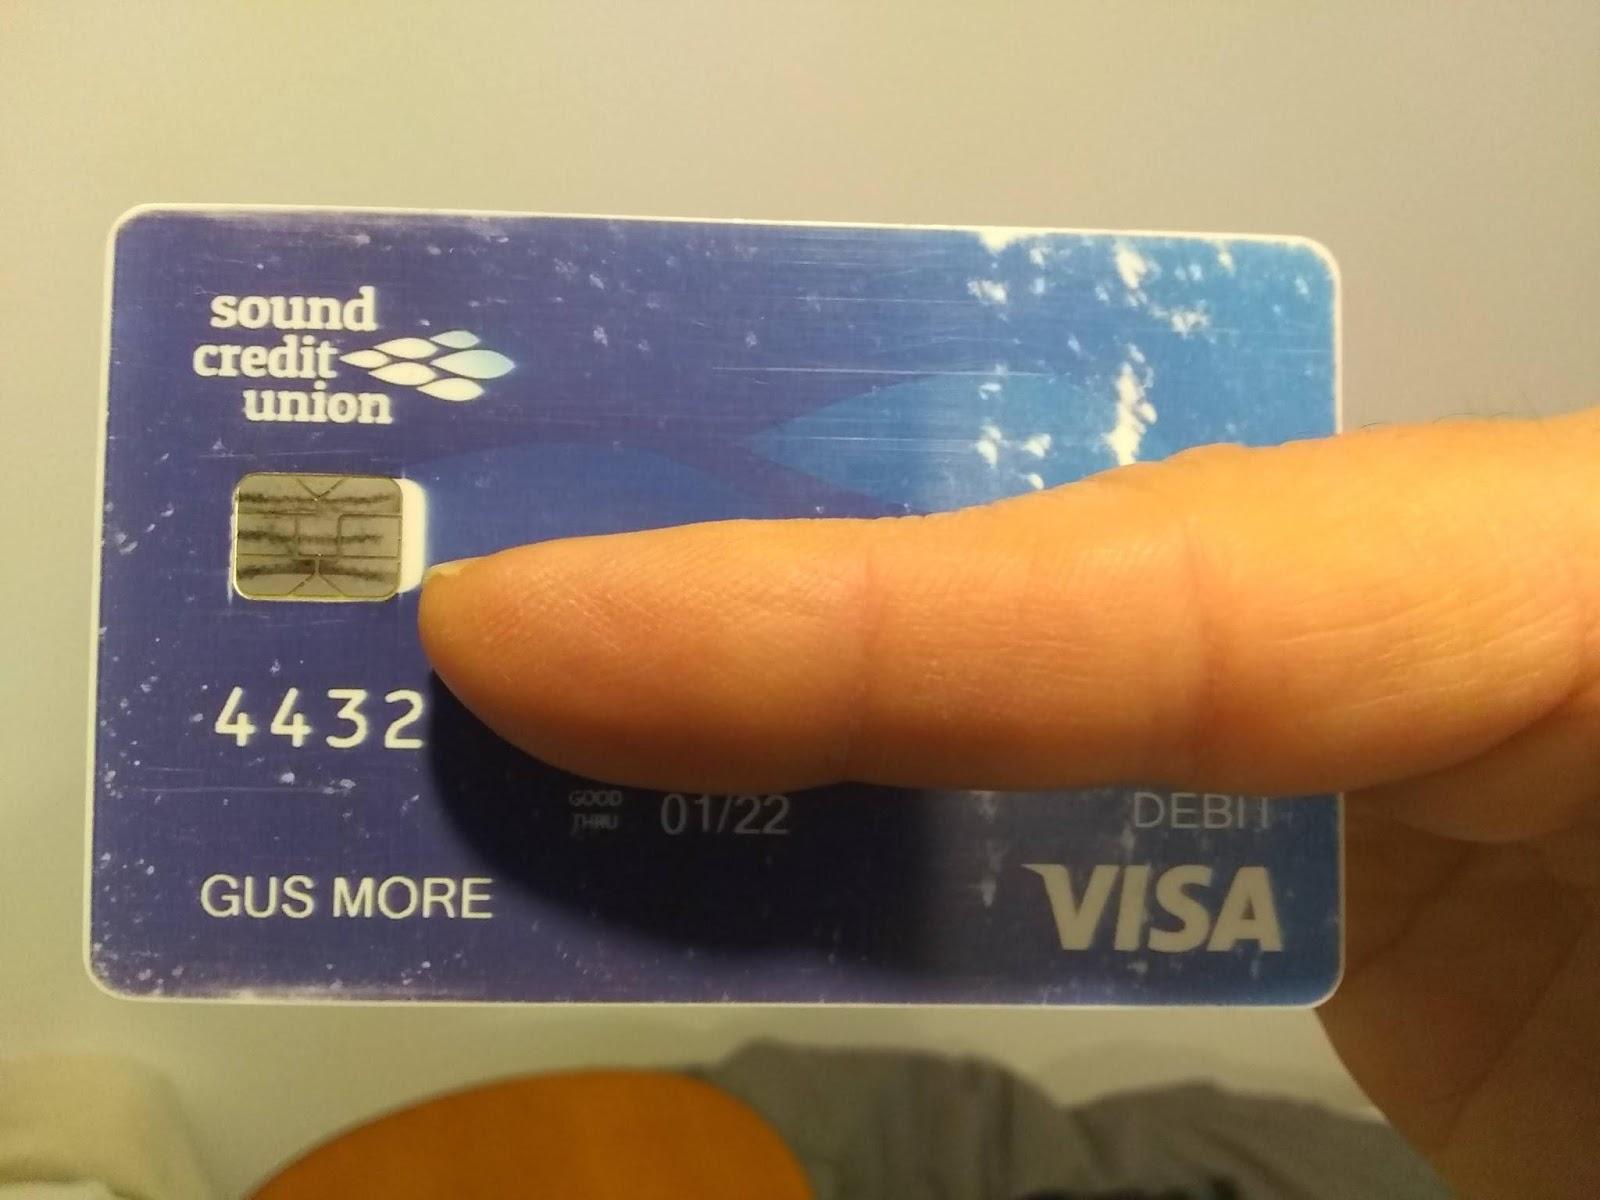 sound
credit
union
4432
GOOD
THRU
01/22
DEBIT
GUS MORE
VISA